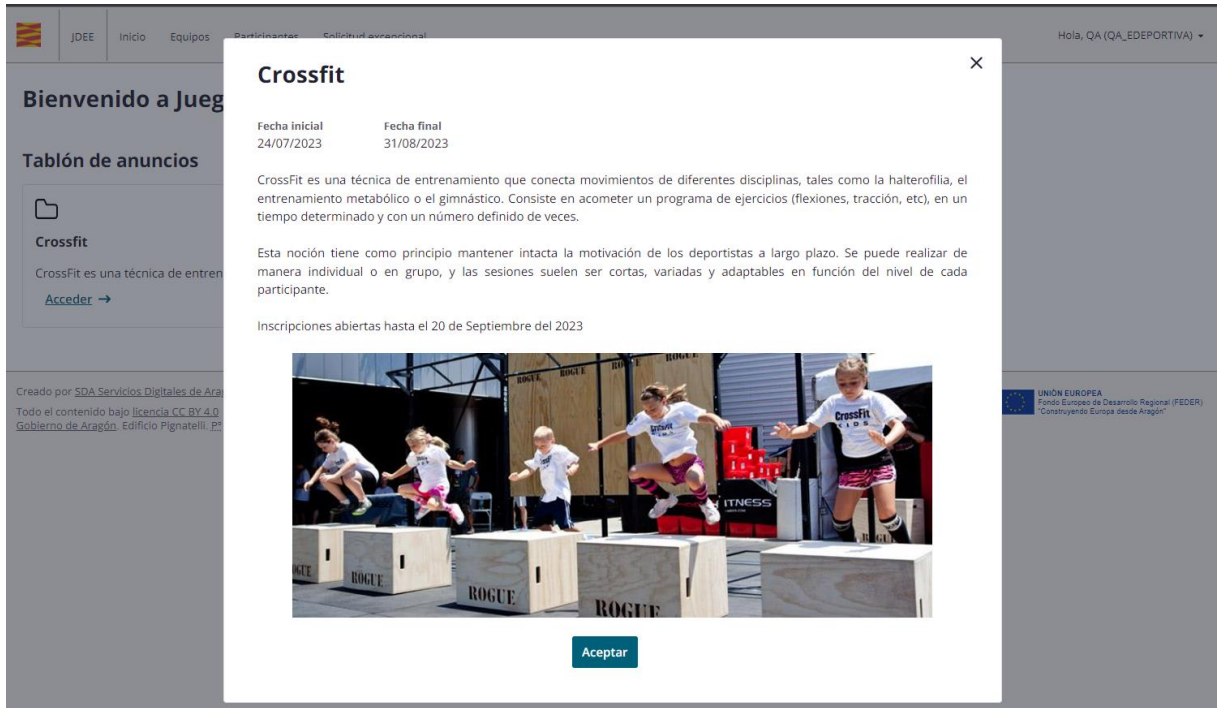 JDEE Inicio Equipos Participantes Solicitud excepcional Hola, QA (QA_EDEPORTIVA)
Bienvenido a Jueg
Tablón de anuncios
Crossfit
CrossFit es una técnica de entren
Acceder →
Crossfit
Fecha inicial Fecha final
24/07/2023 31/08/2023
CrossFit es una técnica de entrenamiento que conecta movimientos de diferentes disciplinas, tales como la halterofilia, el
entrenamiento metabólico o el gimnástico. Consiste en acometer un programa de ejercicios (flexiones, tracción, etc), en un
tiempo determinado y con un número definido de veces.
Esta noción tiene como principio mantener intacta la motivación de los deportistas a largo plazo. Se puede realizar de
manera individual o en grupo, y las sesiones suelen ser cortas, variadas y adaptables en función del nivel de cada
participante.
Inscripciones abiertas hasta el 20 de Septiembre del 2023
ROGUE ROGUE ROGUE ROGUE
CrossFit
KIDS
ITNESS
ROGUE
ROGUE
ROGUE
ROGUE
Aceptar
Creado por SDA Servicios Digitales de Ara
Todo el contenido bajo licencia CC BY 4.0
Gobierno de Aragón. Edificio Pignatelli. Pº
UNIÓN EUROPEA
Fondo Europeo de Desarrollo Regional (FEDER)
"Construyendo Europa desde Aragón"